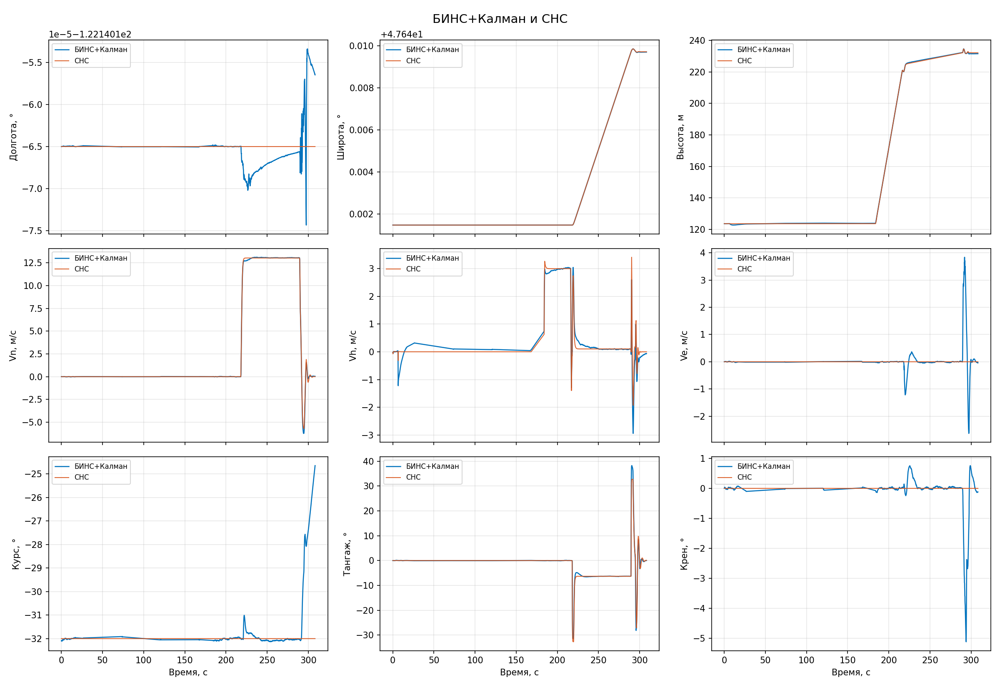 БИНС+Калман и СНС
1e−5−1.221401e2
БИНС+Калман
СНС
−5.5
−6.0
−6.5
−7.0
−7.5
Долгота, °
+4.764e1
БИНС+Калман
СНС
0.010
0.008
0.006
0.004
0.002
Широта, °
БИНС+Калман
СНС
240
220
200
180
160
140
120
Высота, м
БИНС+Калман
СНС
12.5
10.0
7.5
5.0
2.5
0.0
−2.5
−5.0
Vn, м/с
БИНС+Калман
СНС
3
2
1
0
−1
−2
−3
Vh, м/с
БИНС+Калман
СНС
4
3
2
1
0
−1
−2
Ve, м/с
БИНС+Калман
СНС
−25
−26
−27
−28
−29
−30
−31
−32
Курс, °
0 50 100 150 200 250 300
Время, с
БИНС+Калман
СНС
40
30
20
10
0
−10
−20
−30
Тангаж, °
0 50 100 150 200 250 300
Время, с
БИНС+Калман
СНС
1
0
−1
−2
−3
−4
−5
Крен, °
0 50 100 150 200 250 300
Время, с